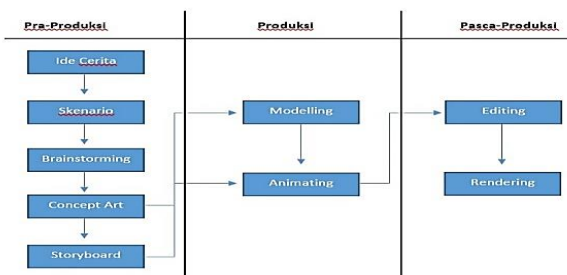 Pra-Produksi
Produksi
Pasca-Produksi
Ide Cerita
Skenario
Brainstorming
Concept Art
Storyboard
Modelling
Animating
Editing
Rendering